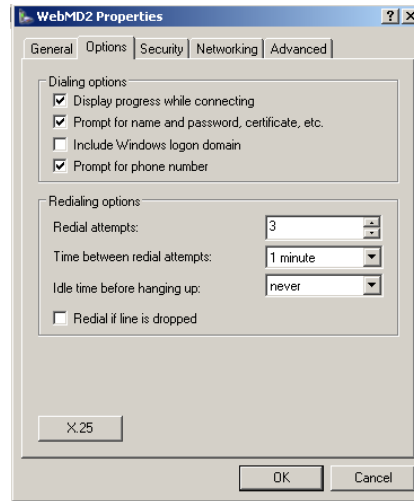 WebMD2 Properties
General Options Security Networking Advanced
Dialing options
Display progress while connecting
Prompt for name and password, certificate, etc.
Include Windows logon domain
Prompt for phone number
Redialing options
Redial attempts: 3
Time between redial attempts: 1 minute
Idle time before hanging up: never
Redial if line is dropped
X.25
OK Cancel